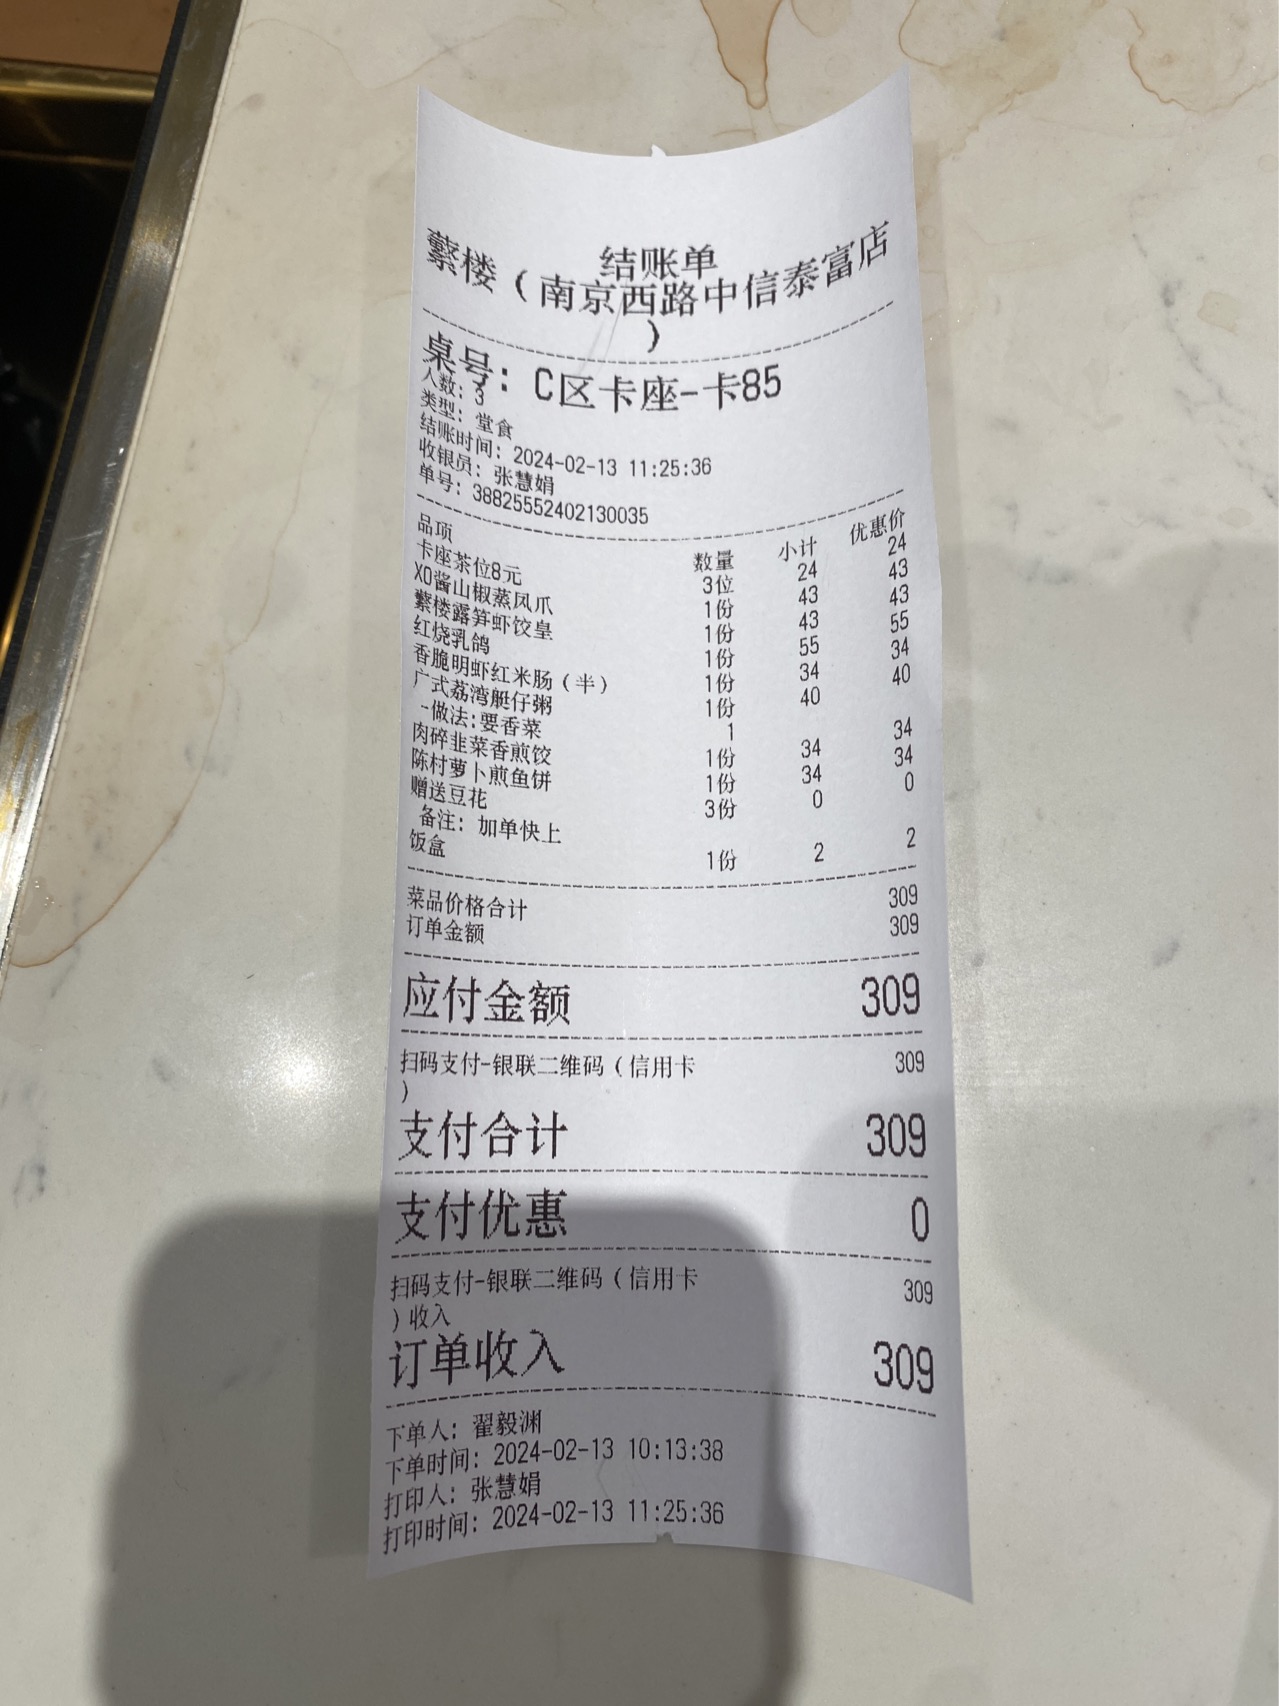 结账单
蘩楼（南京西路中信泰富店
）
桌号：C区卡座-卡85
人数：3
类型：堂食
结账时间：2024-02-13 11:25:36
收银员：张慧娟
单号：38825552402130035
品项 数量 小计 优惠价
卡座茶位8元 3位 24 24
XO酱山椒蒸凤爪 1份 43 43
蘩楼露笋虾饺皇 1份 43 43
红烧乳鸽 1份 55 55
香脆明虾红米肠（半） 1份 34 34
广式荔湾艇仔粥 1份 40 40
-做法:要香菜 1
肉碎韭菜香煎饺 1份 34 34
陈村萝卜煎鱼饼 1份 34 34
赠送豆花 3份 0 0
备注：加单快上
饭盒 1份 2 2
菜品价格合计 309
订单金额 309
应付金额 309
扫码支付-银联二维码（信用卡 309
）
支付合计 309
支付优惠 0
扫码支付-银联二维码（信用卡 309
）收入
订单收入 309
下单人：翟毅渊
下单时间：2024-02-13 10:13:38
打印人：张慧娟
打印时间：2024-02-13 11:25:36